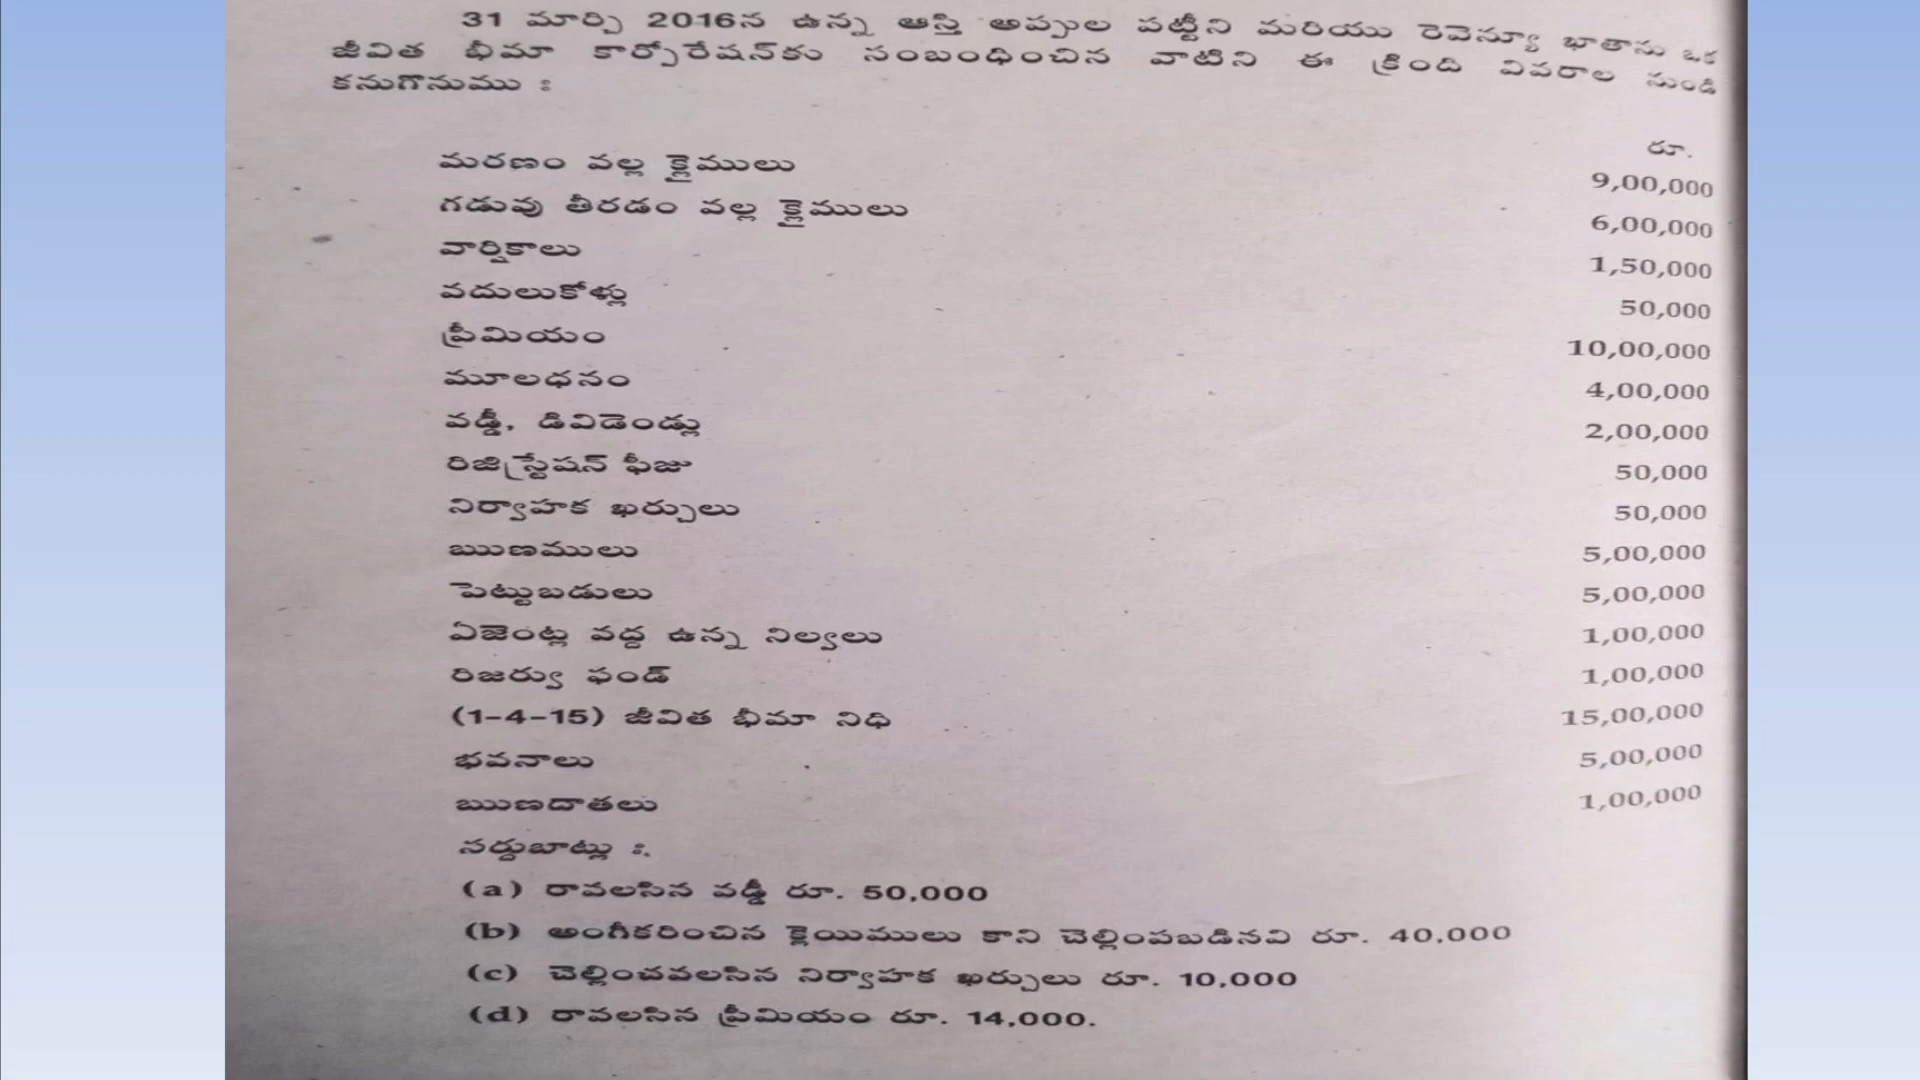 31 మార్చి 2016న ఉన్న ఆస్తి అప్పుల పట్టీని మరియు రెవెన్యూ ఖాతాను ఒక
జీవిత భీమా కార్పోరేషన్‌కు సంబంధించిన వాటిని ఈ క్రింది వివరాల నుండి
కనుగొనుము :
రూ.
మరణం వల్ల క్లైములు 9,00,000
గడువు తీరడం వల్ల క్లైములు 6,00,000
వార్షికాలు 1,50,000
వదులుకోళ్లు 50,000
ప్రీమియం 10,00,000
మూలధనం 4,00,000
వడ్డీ, డివిడెండ్లు 2,00,000
రిజిస్ట్రేషన్ ఫీజు 50,000
నిర్వాహక ఖర్చులు 50,000
ఋణములు 5,00,000
పెట్టుబడులు 5,00,000
ఏజెంట్ల వద్ద ఉన్న నిల్వలు 1,00,000
రిజర్వు ఫండ్ 1,00,000
(1-4-15) జీవిత భీమా నిధి 15,00,000
భవనాలు 5,00,000
ఋణదాతలు 1,00,000
సర్దుబాట్లు :.
(a) రావలసిన వడ్డీ రూ. 50,000
(b) అంగీకరించిన క్లెయిములు కాని చెల్లింపబడినవి రూ. 40,000
(c) చెల్లించవలసిన నిర్వాహక ఖర్చులు రూ. 10,000
(d) రావలసిన ప్రీమియం రూ. 14,000.